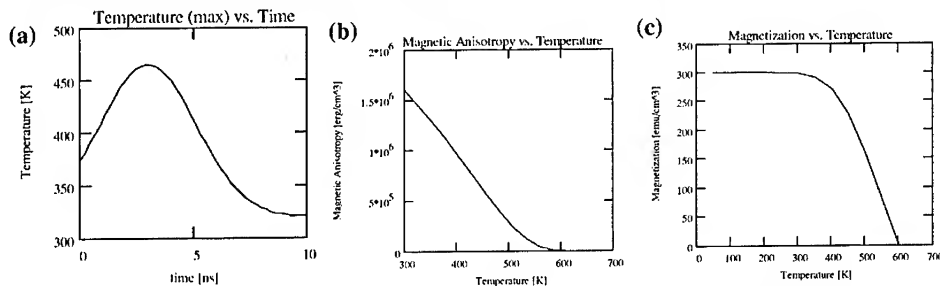 (a)
Temperature (max) vs. Time
500
450
400
350
300
0
5
10
Temperature [K]
time [ns]
(b)
Magnetic Anisotropy vs. Temperature
2*10^6
1.5*10^6
1*10^6
5*10^5
0
300
400
500
600
700
Magnetic Anisotropy [erg/cm^3]
Temperature [K]
(c)
Magnetization vs. Temperature
350
300
250
200
150
100
50
0
0
100
200
300
400
500
600
700
Magnetization [emu/cm^3]
Temperature [K]